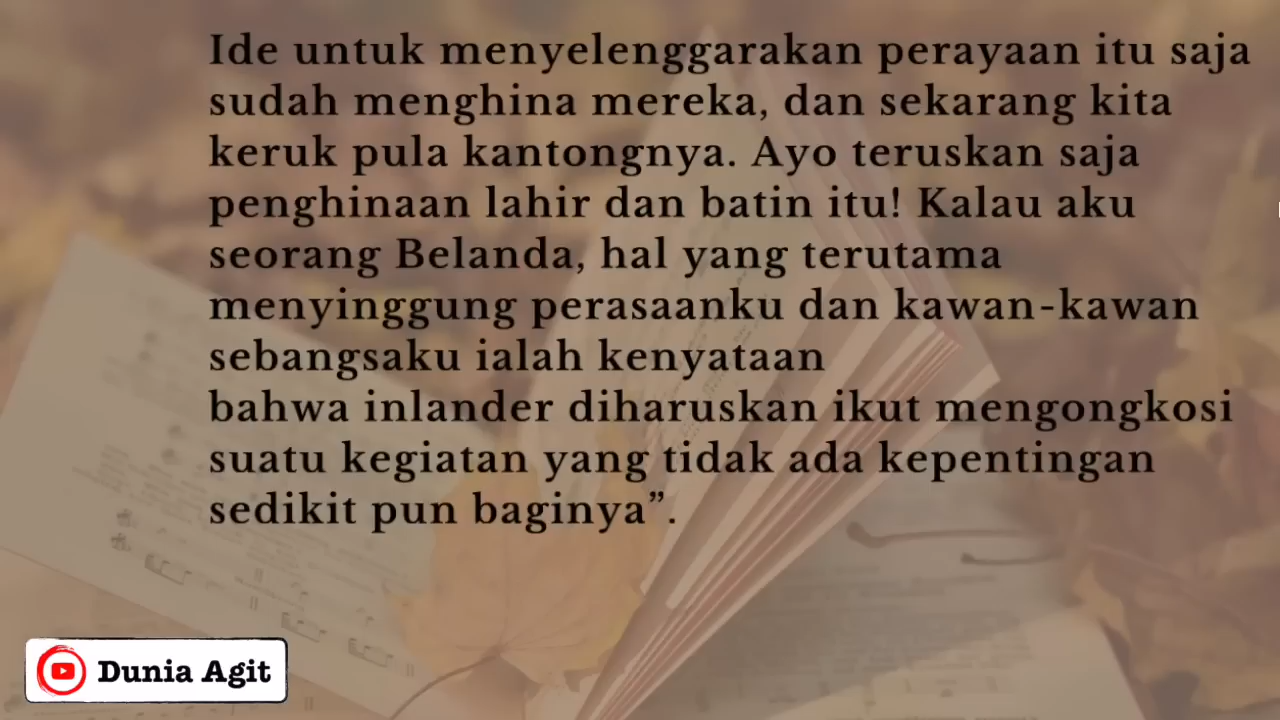 Ide untuk menyelenggarakan perayaan itu saja
sudah menghina mereka, dan sekarang kita
keruk pula kantongnya. Ayo teruskan saja
penghinaan lahir dan batin itu! Kalau aku
seorang Belanda, hal yang terutama
menyinggung perasaanku dan kawan-kawan
sebangsaku ialah kenyataan
bahwa inlander diharuskan ikut mengongkosi
suatu kegiatan yang tidak ada kepentingan
sedikit pun baginya”.
Dunia Agit